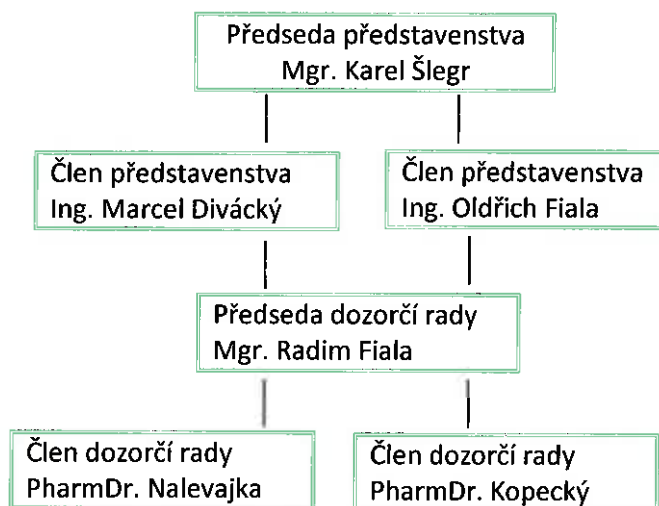 Předseda představenstva
Mgr. Karel Šlegr
Člen představenstva
Ing. Marcel Divácký
Člen představenstva
Ing. Oldřich Fiala
Předseda dozorčí rady
Mgr. Radim Fiala
Člen dozorčí rady
PharmDr. Nalevajka
Člen dozorčí rady
PharmDr. Kopecký